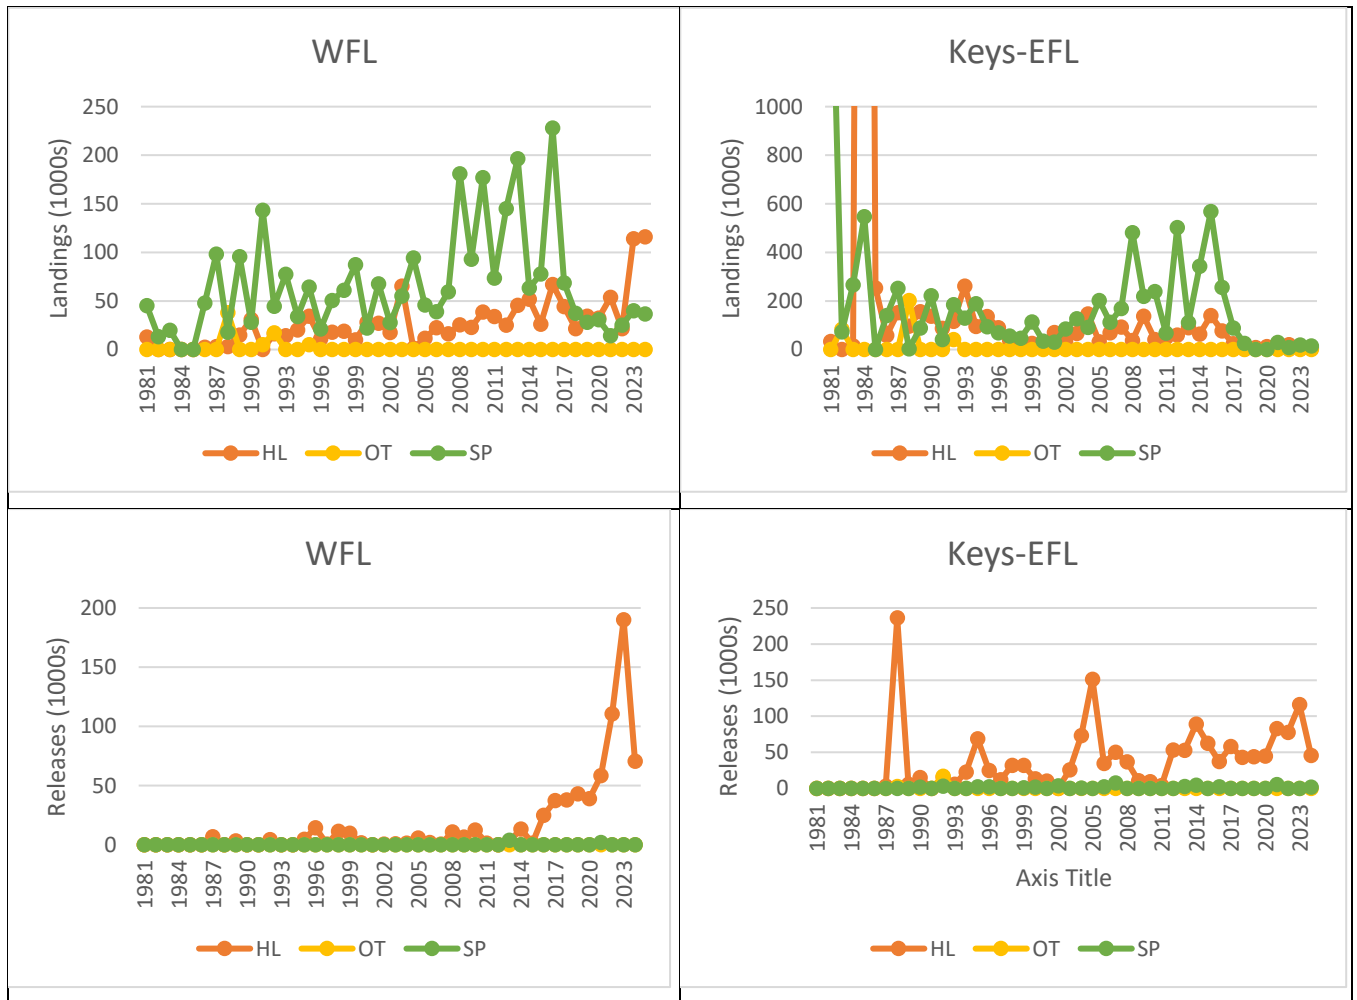 WFL
Landings (1000s)
250
200
150
100
50
0
1981 1984 1987 1990 1993 1996 1999 2002 2005 2008 2011 2014 2017 2020 2023
HL OT SP
Keys-EFL
Landings (1000s)
1000
800
600
400
200
0
1981 1984 1987 1990 1993 1996 1999 2002 2005 2008 2011 2014 2017 2020 2023
HL OT SP
WFL
Releases (1000s)
200
150
100
50
0
1981 1984 1987 1990 1993 1996 1999 2002 2005 2008 2011 2014 2017 2020 2023
HL OT SP
Keys-EFL
Releases (1000s)
250
200
150
100
50
0
1981 1984 1987 1990 1993 1996 1999 2002 2005 2008 2011 2014 2017 2020 2023
Axis Title
HL OT SP